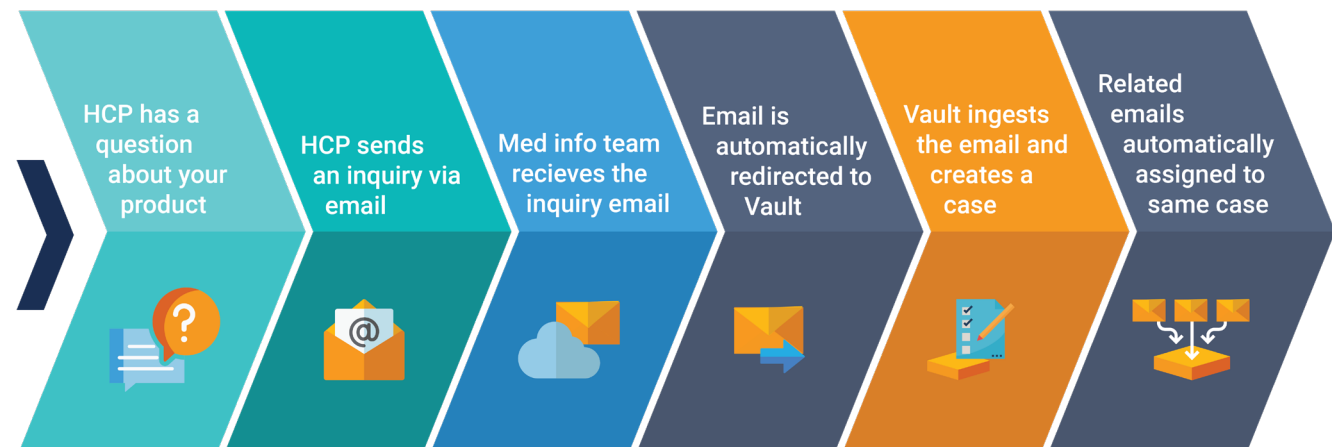 HCP has a
question
about your
product
HCP sends
an inquiry via
email
@
Med info team
recieves the
inquiry email
Email is
automatically
redirected to
Vault
Vault ingests
the email and
creates a
case
Related
emails
automatically
assigned to
same case
?